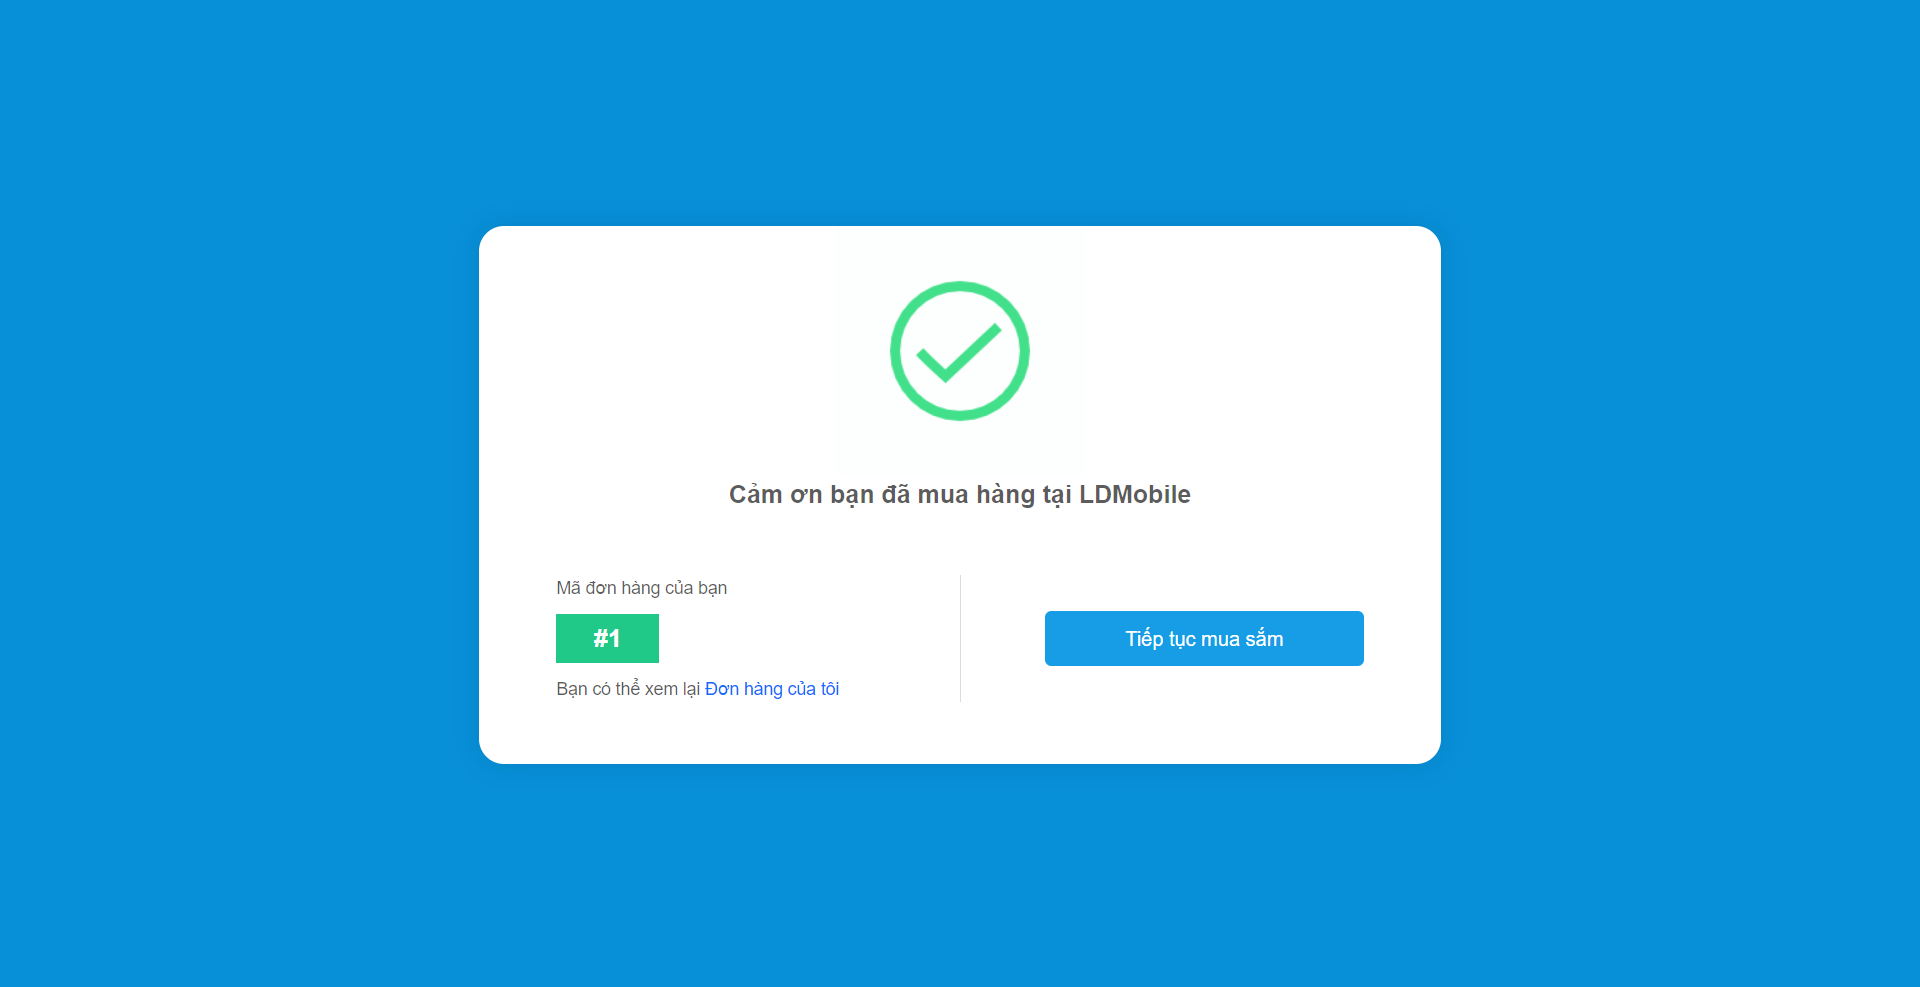 Cảm ơn bạn đã mua hàng tại LDMobile
Mã đơn hàng của bạn
#1
Bạn có thể xem lại Đơn hàng của tôi
Tiếp tục mua sắm